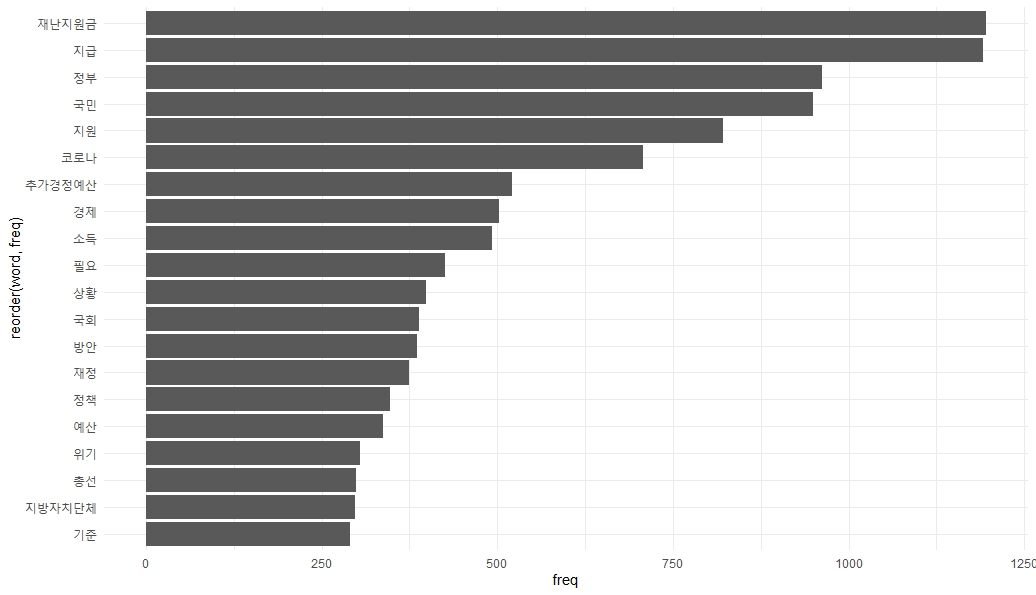 재난지원금
지급
정부
국민
지원
코로나
추가경정예산
경제
소득
필요
상황
국회
방안
재정
정책
예산
위기
총선
지방자치단체
기준
reorder(word, freq)
0 250 500 750 1000 1250
freq